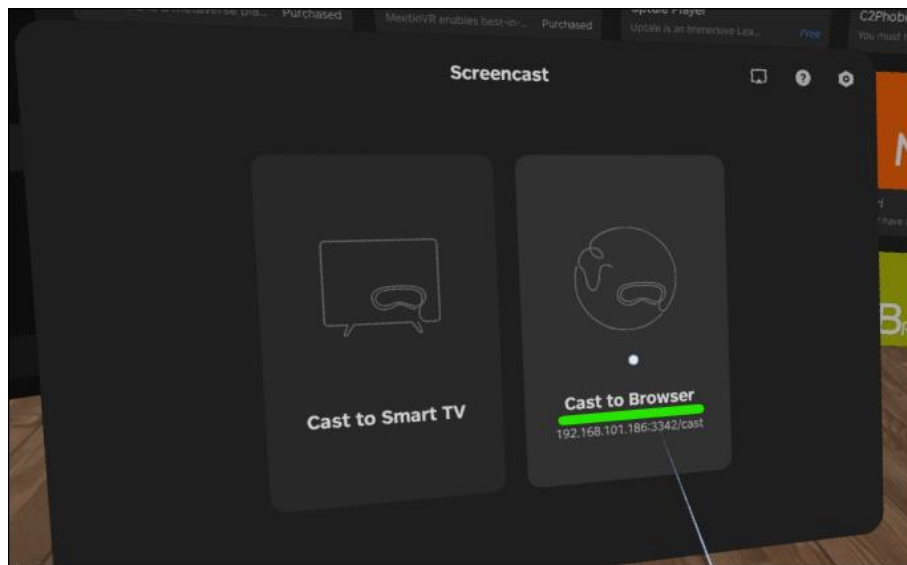 Purchased
MeetinVR enables best-in-... Purchased
Uptale Player
Uptale is an Immersive Lea... Free
C2Phobi
You must h
Screencast
?
Cast to Smart TV
Cast to Browser
192.168.101.186:3342/cast